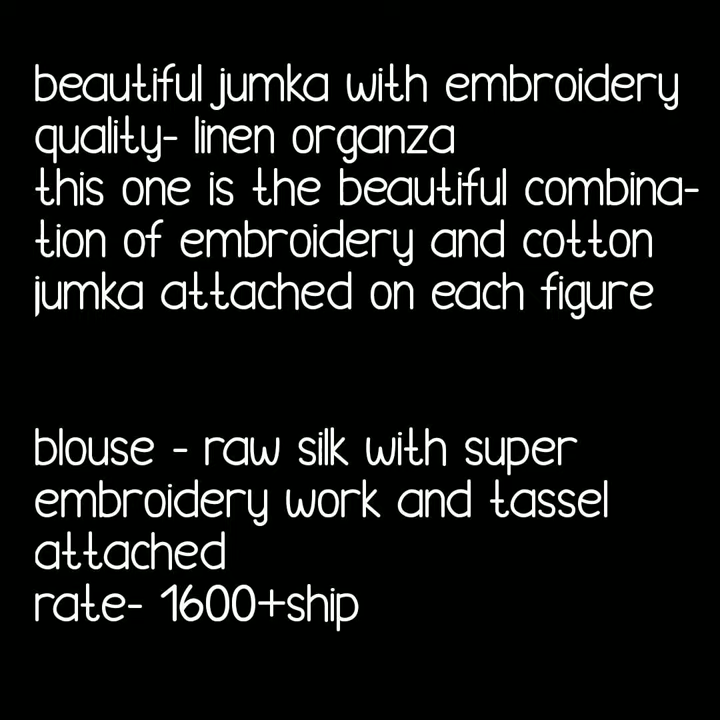 beautiful jumka with embroidery
quality- linen organza
this one is the beautiful combina-
tion of embroidery and cotton
jumka attached on each figure
blouse - raw silk with super
embroidery work and tassel
attached
rate- 1600+ship